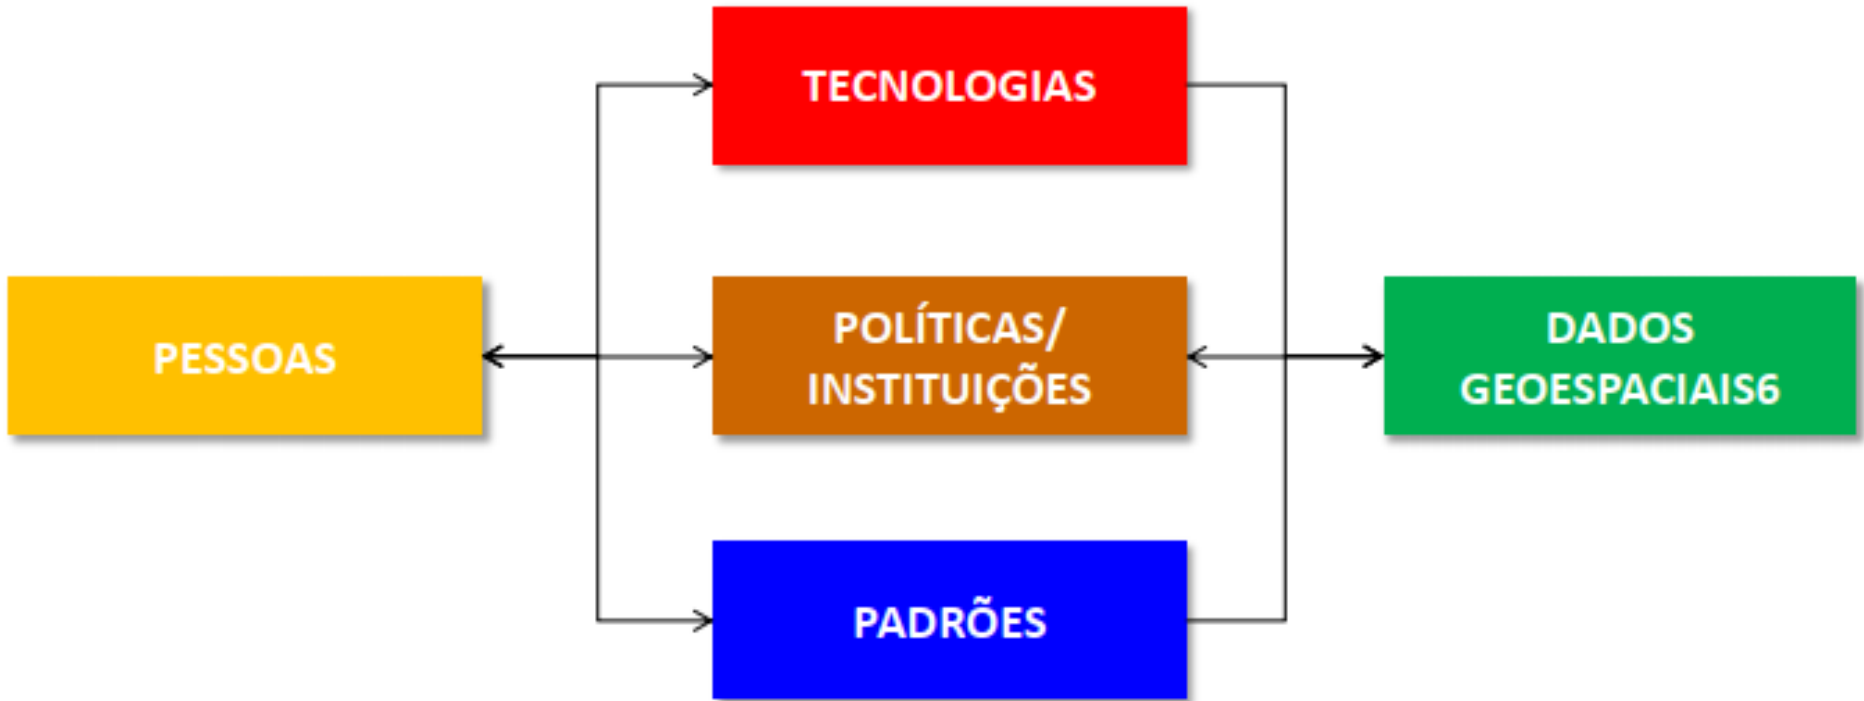 TECNOLOGIAS
PESSOAS
POLÍTICAS/
INSTITUIÇÕES
DADOS
GEOESPACIAIS6
PADRÕES